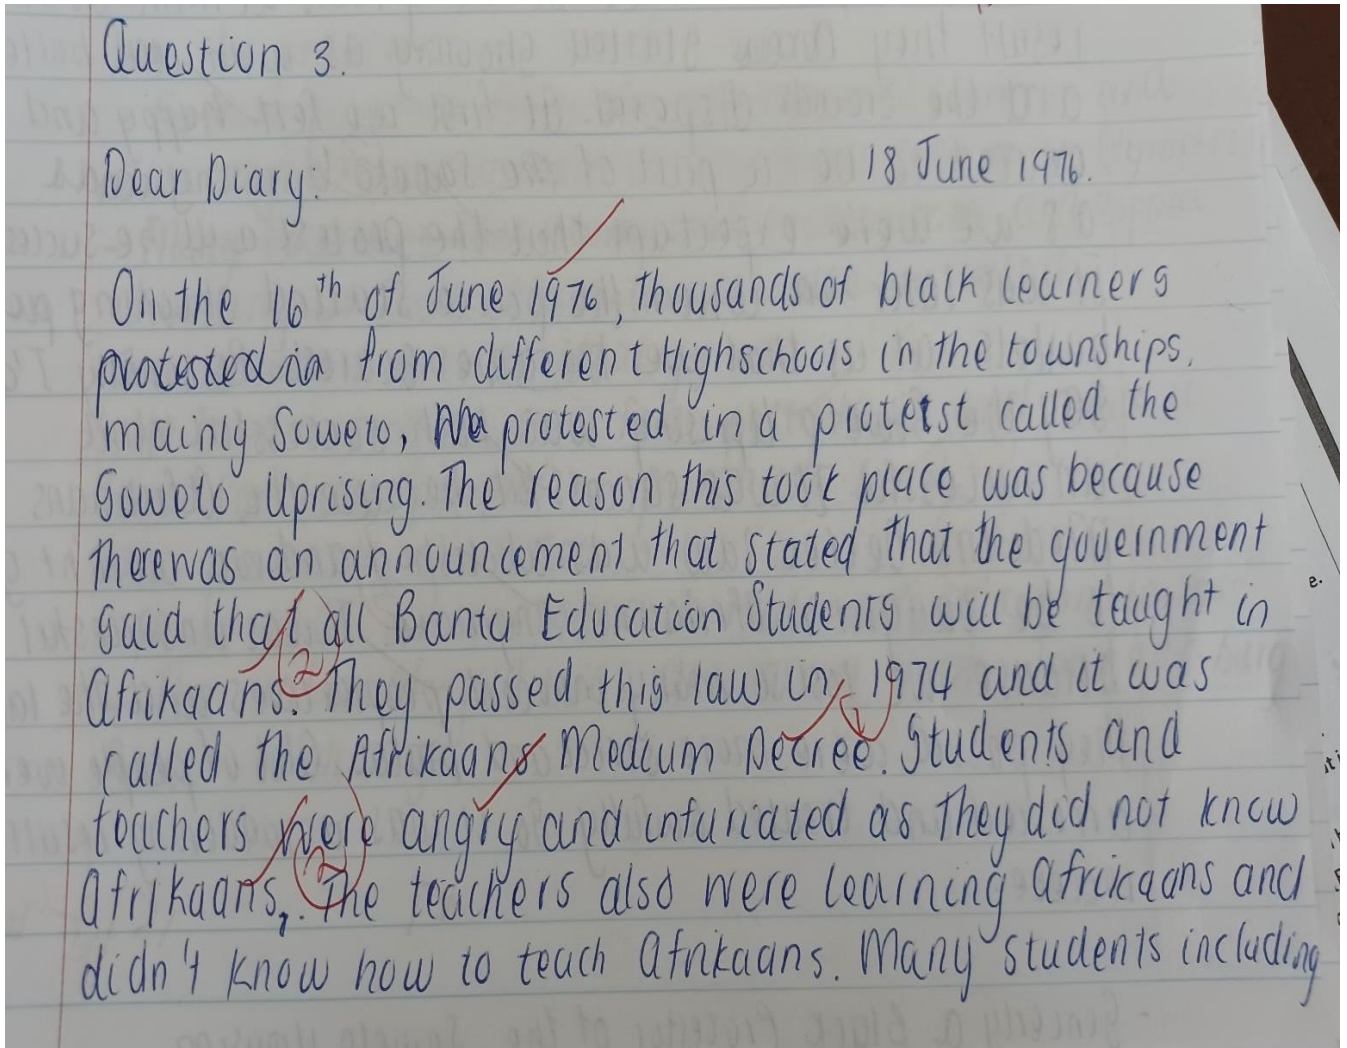 Question 3.
Dear Diary: 18 June 1976.
On the 16th of June 1976, thousands of black learners
protested in from different Highschools in the townships.
mainly Soweto, We protested in a protetst called the
Soweto Uprising. The reason this took place was because
there was an announcement that stated that the government
said that all Bantu Education Students will be taught in
Afrikaans. They passed this law in 1974 and it was
called the Afrikaans Medium Decree. Students and
teachers were angry and infuriated as they did not know
Afrikaans,. The teachers also were learning Afrikaans and
didn't know how to teach Afrikaans. Many students including
2
1
2
e.